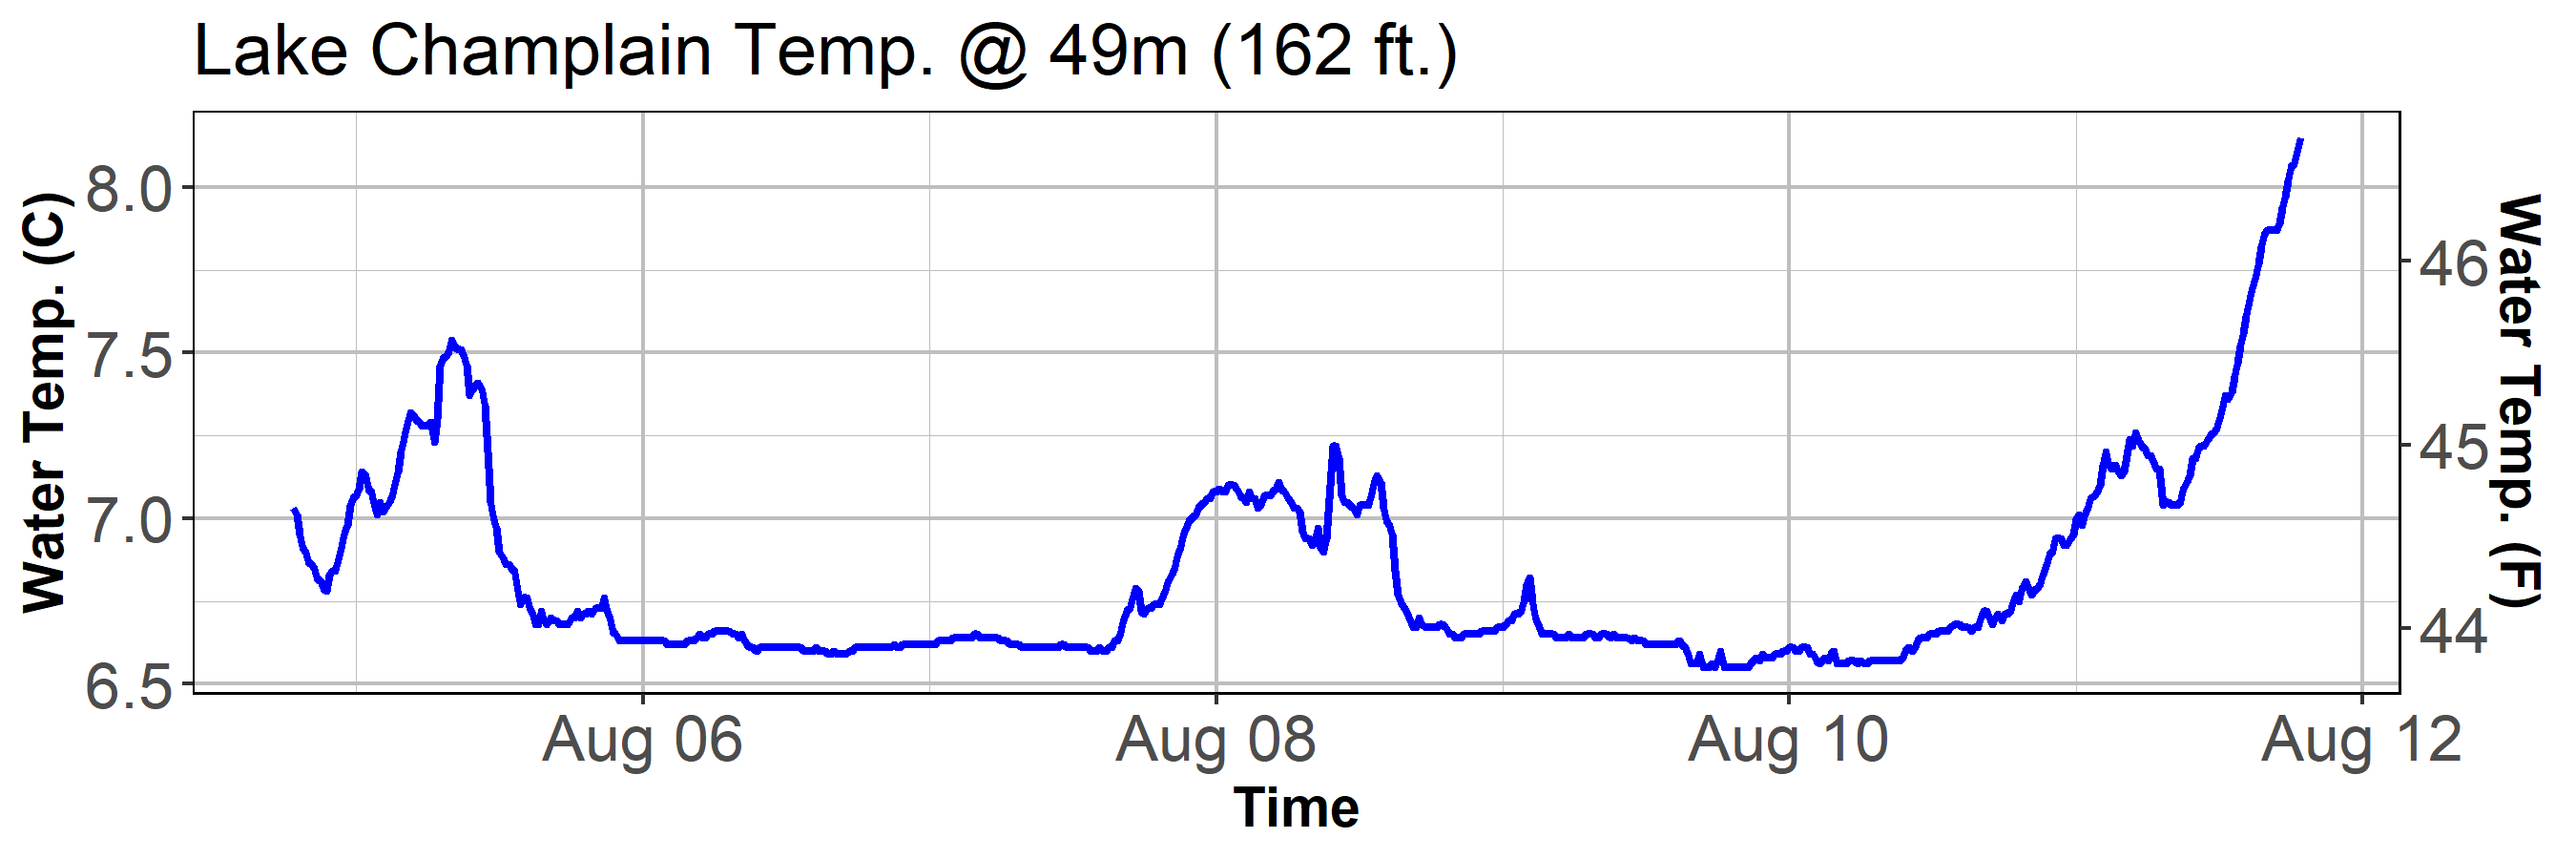 Lake Champlain Temp. @ 49m (162 ft.)
Water Temp. (C)
8.0
7.5
7.0
6.5
46
45
44
Water Temp. (F)
Aug 06 Aug 08 Aug 10 Aug 12
Time